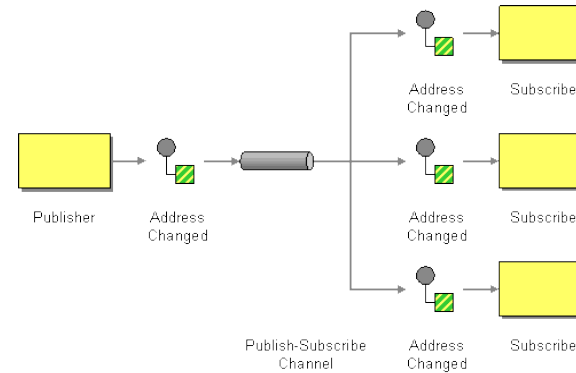 Address
Changed
Subscribe
Publisher
Address
Changed
Address
Changed
Subscribe
Publish-Subscribe
Channel
Address
Changed
Subscribe